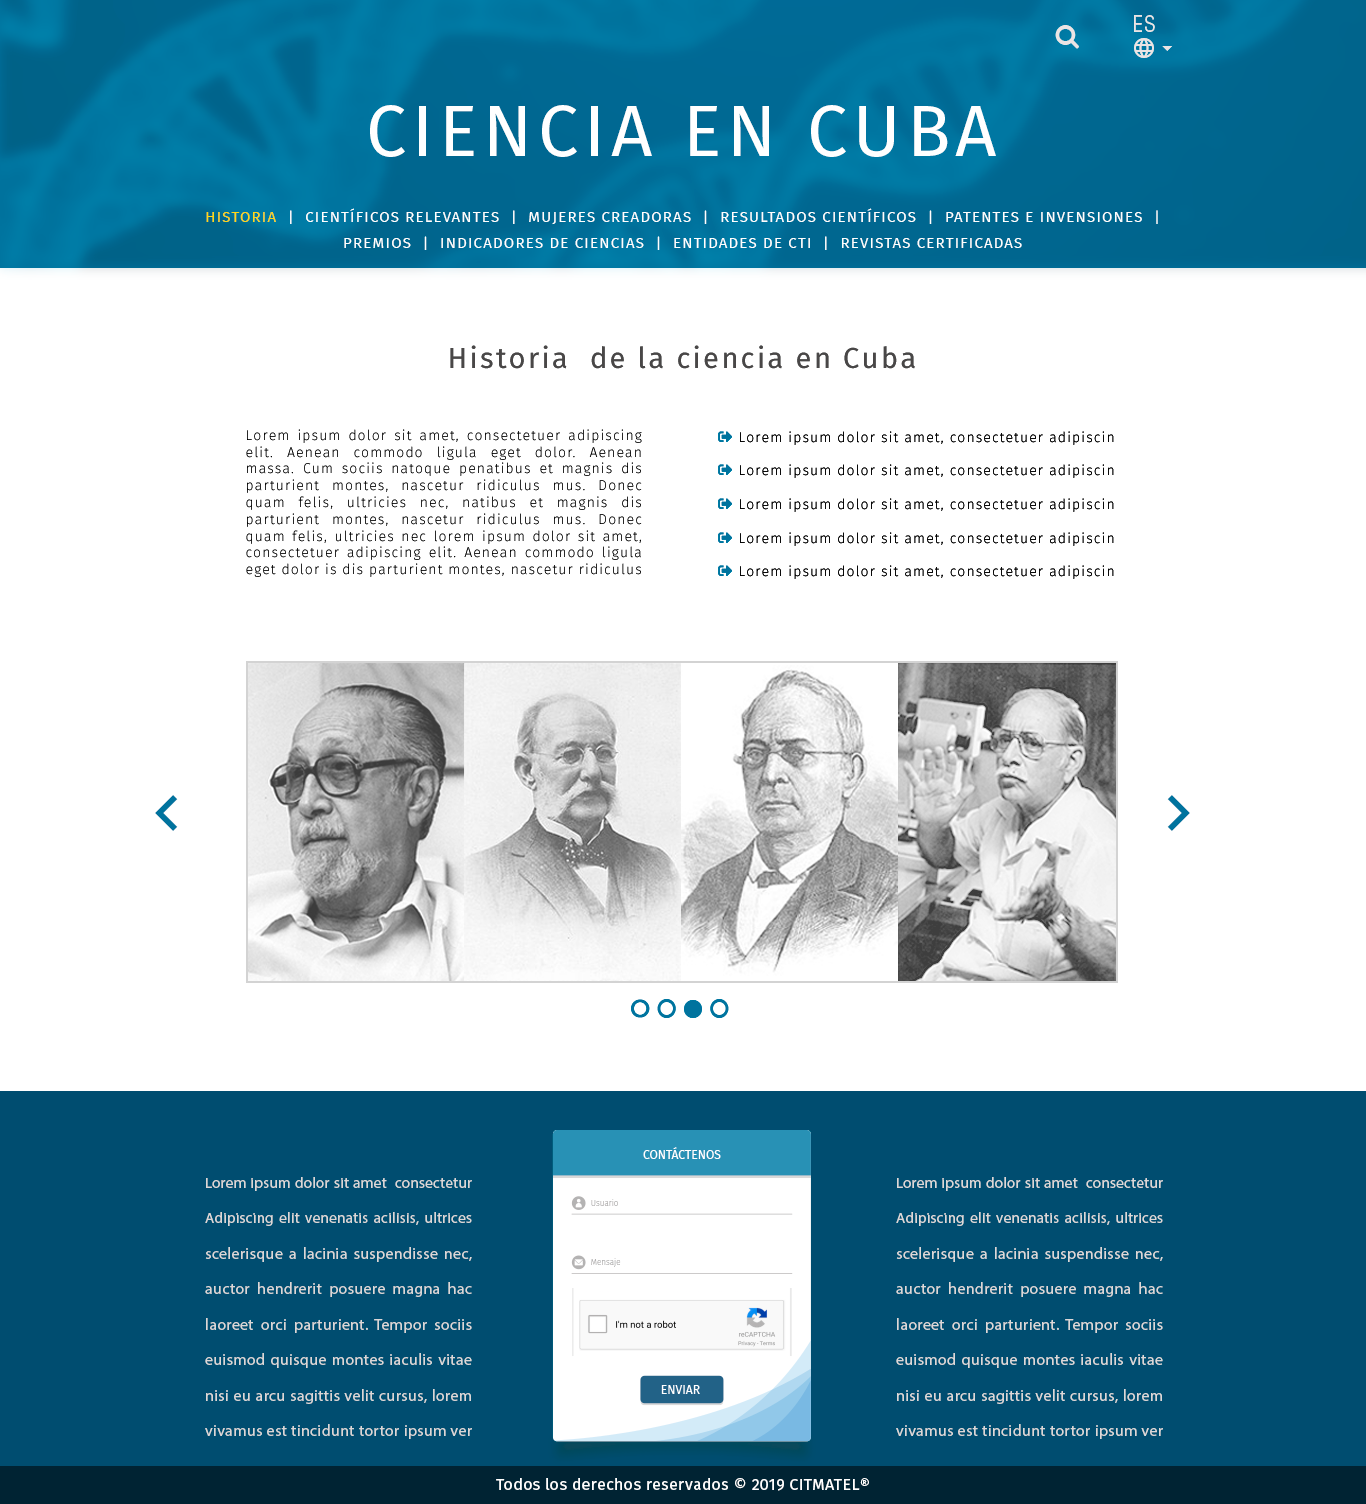 ES
CIENCIA EN CUBA
HISTORIA | CIENTÍFICOS RELEVANTES | MUJERES CREADORAS | RESULTADOS CIENTÍFICOS | PATENTES E INVENSIONES |
PREMIOS | INDICADORES DE CIENCIAS | ENTIDADES DE CTI | REVISTAS CERTIFICADAS
Historia de la ciencia en Cuba
Lorem ipsum dolor sit amet, consectetuer adipiscing
elit. Aenean commodo ligula eget dolor. Aenean
massa. Cum sociis natoque penatibus et magnis dis
parturient montes, nascetur ridiculus mus. Donec
quam felis, ultricies nec, natibus et magnis dis
parturient montes, nascetur ridiculus mus. Donec
quam felis, ultricies nec lorem ipsum dolor sit amet,
consectetuer adipiscing elit. Aenean commodo ligula
eget dolor is dis parturient montes, nascetur ridiculus
Lorem ipsum dolor sit amet, consectetuer adipiscin
Lorem ipsum dolor sit amet, consectetuer adipiscin
Lorem ipsum dolor sit amet, consectetuer adipiscin
Lorem ipsum dolor sit amet, consectetuer adipiscin
Lorem ipsum dolor sit amet, consectetuer adipiscin
Lorem ipsum dolor sit amet consectetur
Adipiscing elit venenatis acilisis, ultrices
scelerisque a lacinia suspendisse nec,
auctor hendrerit posuere magna hac
laoreet orci parturient. Tempor sociis
euismod quisque montes iaculis vitae
nisi eu arcu sagittis velit cursus, lorem
vivamus est tincidunt tortor ipsum ver
CONTÁCTENOS
Usuario
Mensaje
I'm not a robot
reCAPTCHA
Privacy - Terms
ENVIAR
Lorem ipsum dolor sit amet consectetur
Adipiscing elit venenatis acilisis, ultrices
scelerisque a lacinia suspendisse nec,
auctor hendrerit posuere magna hac
laoreet orci parturient. Tempor sociis
euismod quisque montes iaculis vitae
nisi eu arcu sagittis velit cursus, lorem
vivamus est tincidunt tortor ipsum ver
Todos los derechos reservados © 2019 CITMATEL®